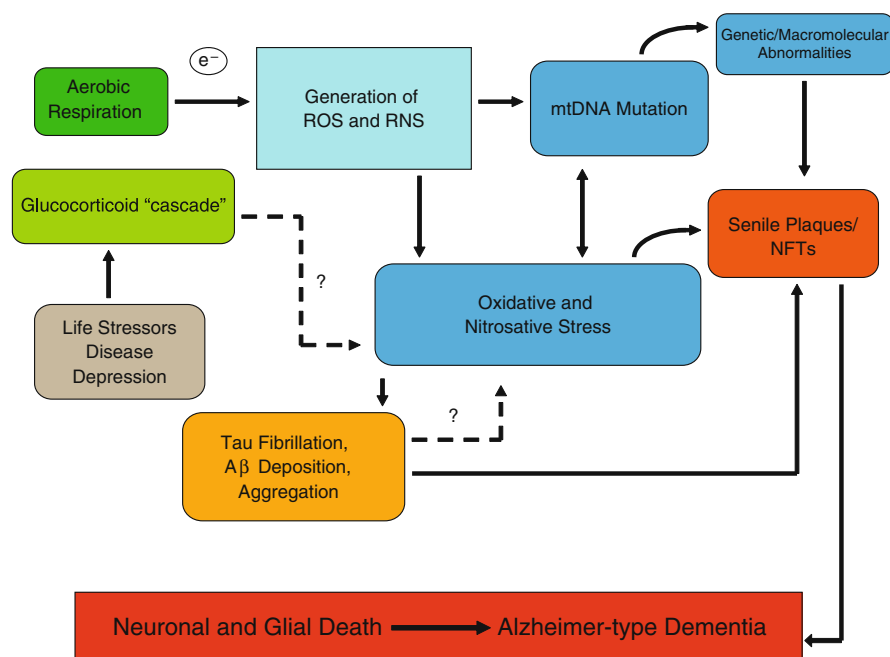 e⁻
Aerobic
Respiration
Generation of
ROS and RNS
mtDNA Mutation
Genetic/Macromolecular
Abnormalities
Glucocorticoid “cascade”
Senile Plaques/
NFTs
?
Oxidative and
Nitrosative Stress
Life Stressors
Disease
Depression
?
Tau Fibrillation,
Aβ Deposition,
Aggregation
Neuronal and Glial Death
Alzheimer-type Dementia